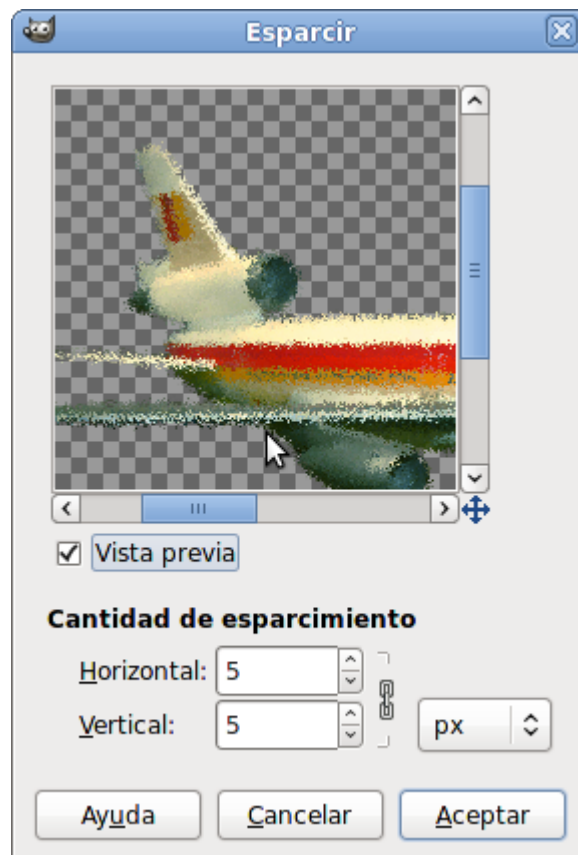 Esparcir
Vista previa
Cantidad de esparcimiento
Horizontal: 5
Vertical: 5 px
Ayuda Cancelar Aceptar